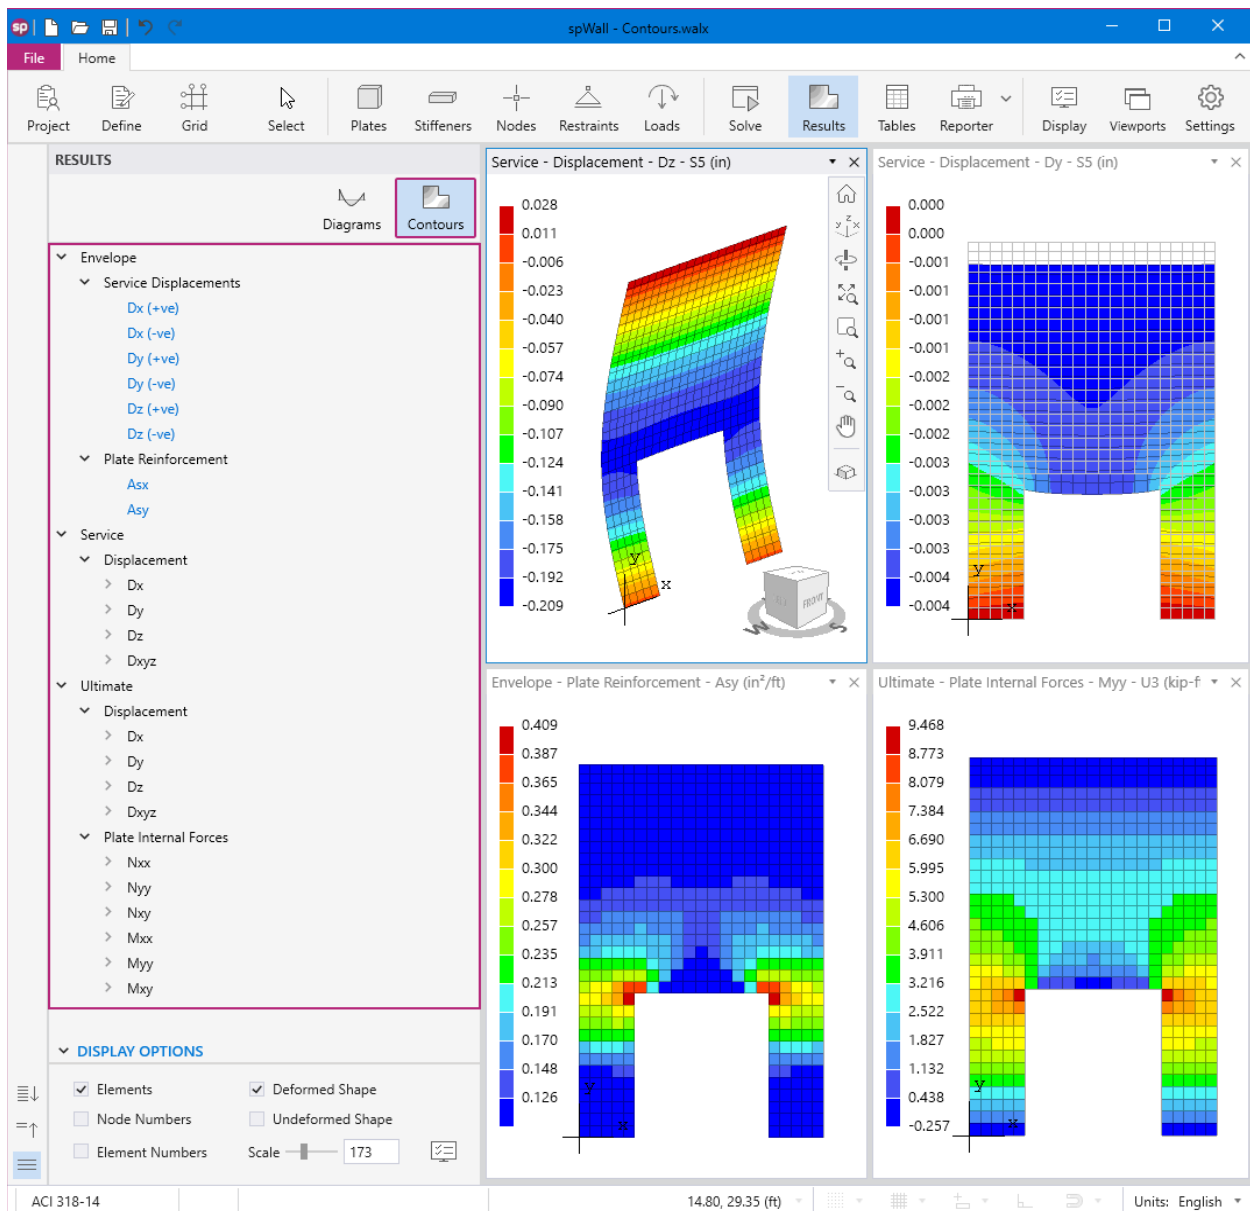 sp
spWall - Contours.walx
File
Home
Project
Define
Grid
Select
Plates
Stiffeners
Nodes
Restraints
Loads
Solve
Results
Tables
Reporter
Display
Viewports
Settings
RESULTS
Diagrams
Contours
Envelope
Service Displacements
Dx (+ve)
Dx (-ve)
Dy (+ve)
Dy (-ve)
Dz (+ve)
Dz (-ve)
Plate Reinforcement
Asx
Asy
Service
Displacement
Dx
Dy
Dz
Dxyz
Ultimate
Displacement
Dx
Dy
Dz
Dxyz
Plate Internal Forces
Nxx
Nyy
Nxy
Mxx
Myy
Mxy
DISPLAY OPTIONS
Elements
Deformed Shape
Node Numbers
Undeformed Shape
Element Numbers
Scale
173
Service - Displacement - Dz - S5 (in)
0.028
0.011
-0.006
-0.023
-0.040
-0.057
-0.074
-0.090
-0.107
-0.124
-0.141
-0.158
-0.175
-0.192
-0.209
y
x
z
y
x
FRONT
W
S
Service - Displacement - Dy - S5 (in)
0.000
0.000
-0.001
-0.001
-0.001
-0.001
-0.002
-0.002
-0.002
-0.003
-0.003
-0.003
-0.003
-0.004
-0.004
y
x
Envelope - Plate Reinforcement - Asy (in²/ft)
0.409
0.387
0.365
0.344
0.322
0.300
0.278
0.257
0.235
0.213
0.191
0.170
0.148
0.126
y
x
Ultimate - Plate Internal Forces - Myy - U3 (kip-f
9.468
8.773
8.079
7.384
6.690
5.995
5.300
4.606
3.911
3.216
2.522
1.827
1.132
0.438
-0.257
y
x
ACI 318-14
14.80, 29.35 (ft)
Units: English